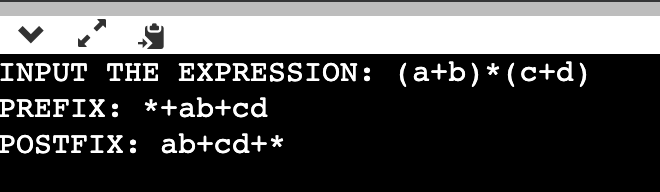 INPUT THE EXPRESSION: (a+b)*(c+d)
PREFIX: *+ab+cd
POSTFIX: ab+cd+*